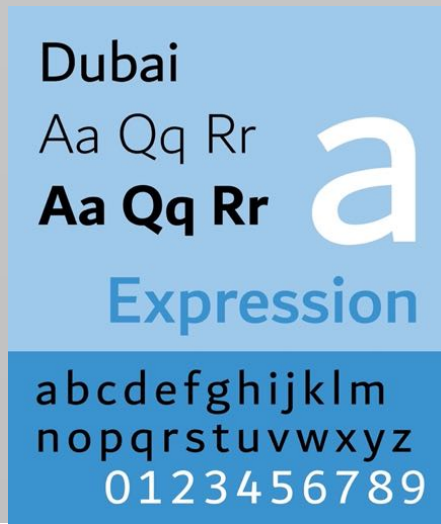 Dubai
Aa Qq Rr
Aa Qq Rr
a
Expression
abcdefghijklm
nopqrstuvwxyz
0123456789